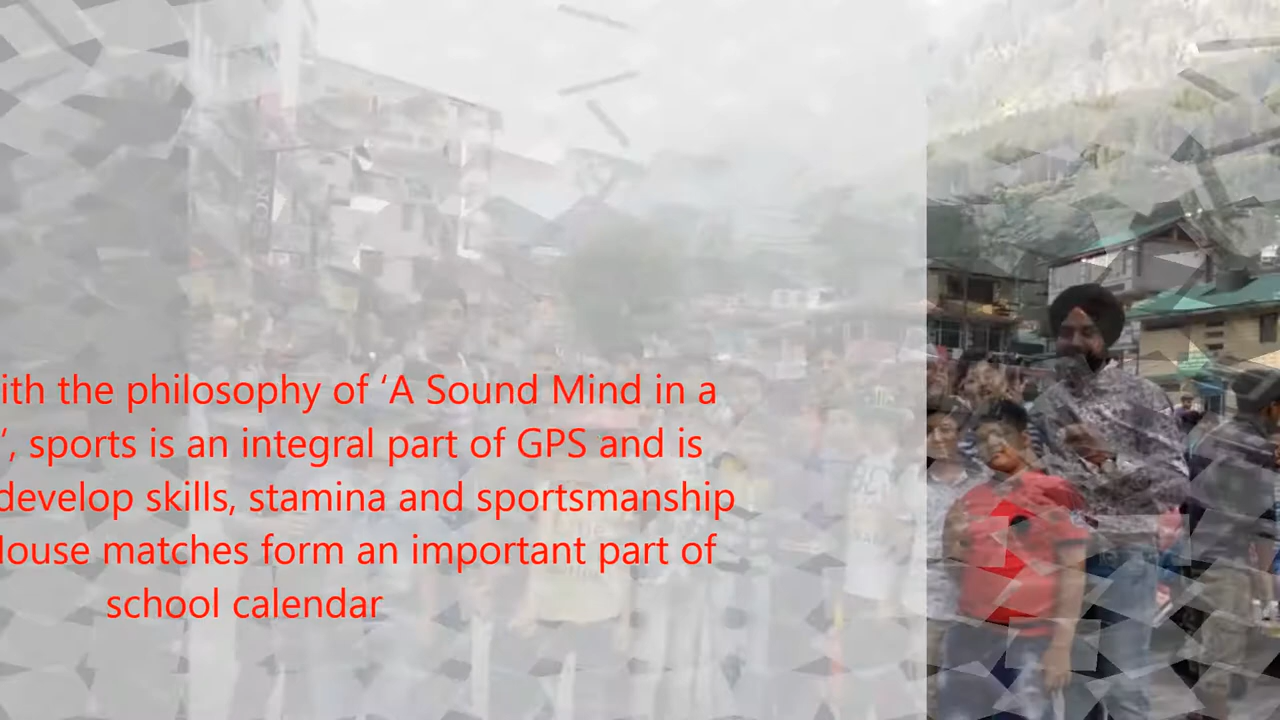 ith the philosophy of ‘A Sound Mind in a
‘, sports is an integral part of GPS and is
develop skills, stamina and sportsmanship
House matches form an important part of
school calendar